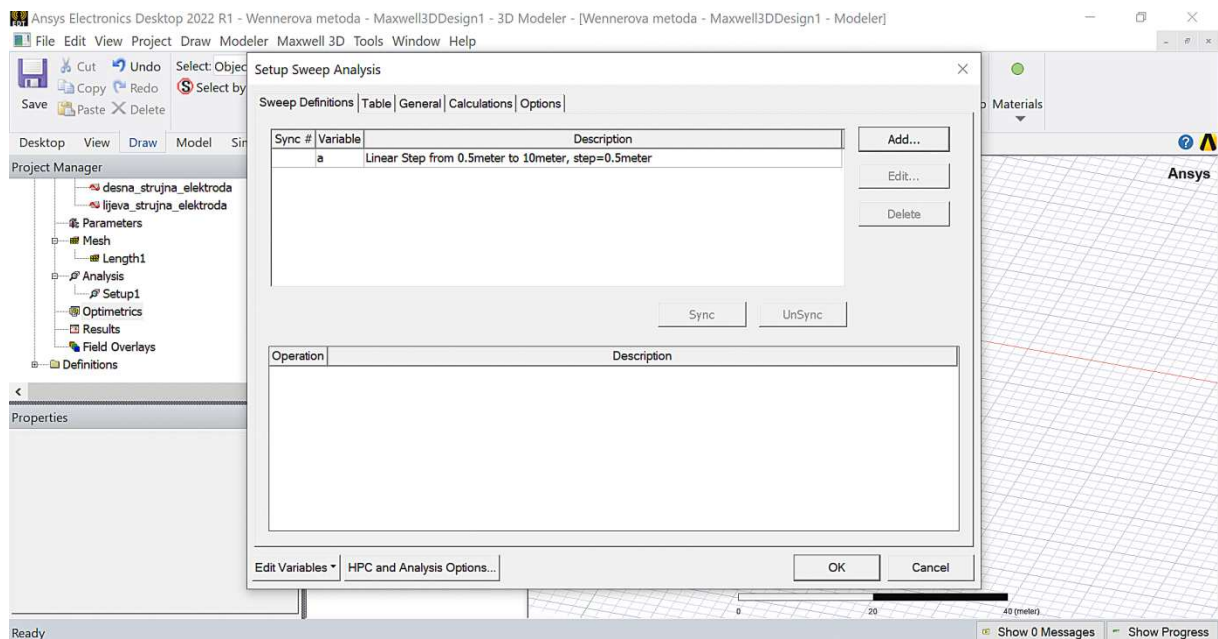 Ansys Electronics Desktop 2022 R1 - Wennerova metoda - Maxwell3DDesign1 - 3D Modeler - [Wennerova metoda - Maxwell3DDesign1 - Modeler]
File Edit View Project Draw Modeler Maxwell 3D Tools Window Help
Cut Undo Select: Objec
Copy Redo Select by
Save Paste Delete
Materials
Desktop View Draw Model Sir
Project Manager
desna_strujna_elektroda
lijeva_strujna_elektroda
Parameters
Mesh
Length1
Analysis
Setup1
Optimetrics
Results
Field Overlays
Definitions
Properties
Setup Sweep Analysis
Sweep Definitions Table General Calculations Options
Sync # Variable Description
a Linear Step from 0.5meter to 10meter, step=0.5meter
Add...
Edit...
Delete
Sync UnSync
Operation Description
Edit Variables HPC and Analysis Options... OK Cancel
Ansys
0 20 40 (meter)
Ready Show 0 Messages Show Progress